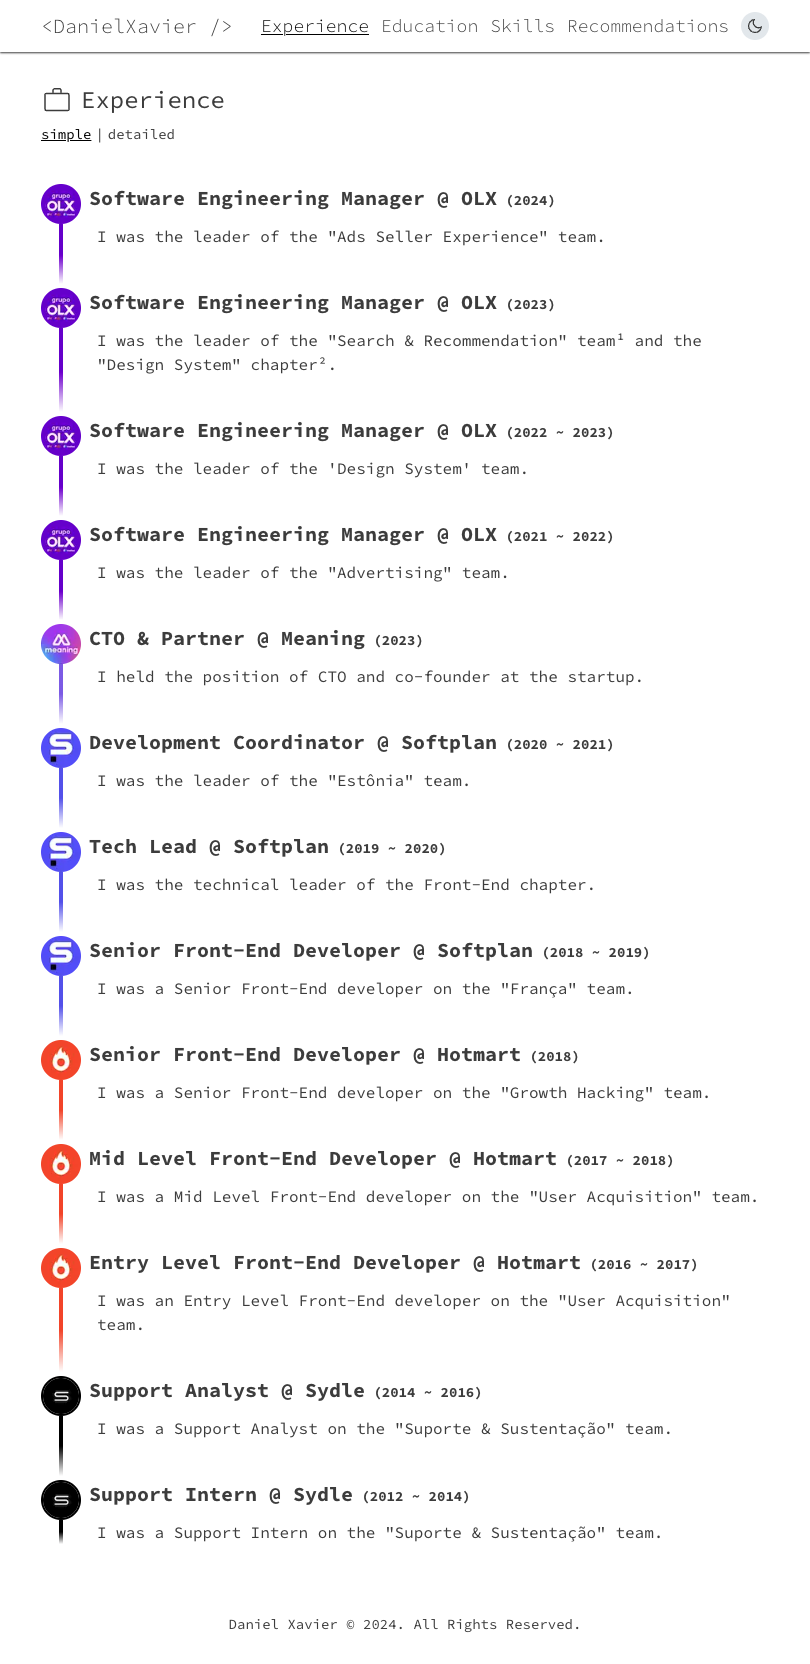 <DanielXavier />
Experience Education Skills Recommendations
Experience
simple | detailed
grupo
OLX
Software Engineering Manager @ OLX (2024)
I was the leader of the "Ads Seller Experience" team.
grupo
OLX
Software Engineering Manager @ OLX (2023)
I was the leader of the "Search & Recommendation" team¹ and the
"Design System" chapter².
grupo
OLX
Software Engineering Manager @ OLX (2022 ~ 2023)
I was the leader of the 'Design System' team.
grupo
OLX
Software Engineering Manager @ OLX (2021 ~ 2022)
I was the leader of the "Advertising" team.
meaning
CTO & Partner @ Meaning (2023)
I held the position of CTO and co-founder at the startup.
Development Coordinator @ Softplan (2020 ~ 2021)
I was the leader of the "Estônia" team.
Tech Lead @ Softplan (2019 ~ 2020)
I was the technical leader of the Front-End chapter.
Senior Front-End Developer @ Softplan (2018 ~ 2019)
I was a Senior Front-End developer on the "França" team.
Senior Front-End Developer @ Hotmart (2018)
I was a Senior Front-End developer on the "Growth Hacking" team.
Mid Level Front-End Developer @ Hotmart (2017 ~ 2018)
I was a Mid Level Front-End developer on the "User Acquisition" team.
Entry Level Front-End Developer @ Hotmart (2016 ~ 2017)
I was an Entry Level Front-End developer on the "User Acquisition"
team.
Support Analyst @ Sydle (2014 ~ 2016)
I was a Support Analyst on the "Suporte & Sustentação" team.
Support Intern @ Sydle (2012 ~ 2014)
I was a Support Intern on the "Suporte & Sustentação" team.
Daniel Xavier © 2024. All Rights Reserved.